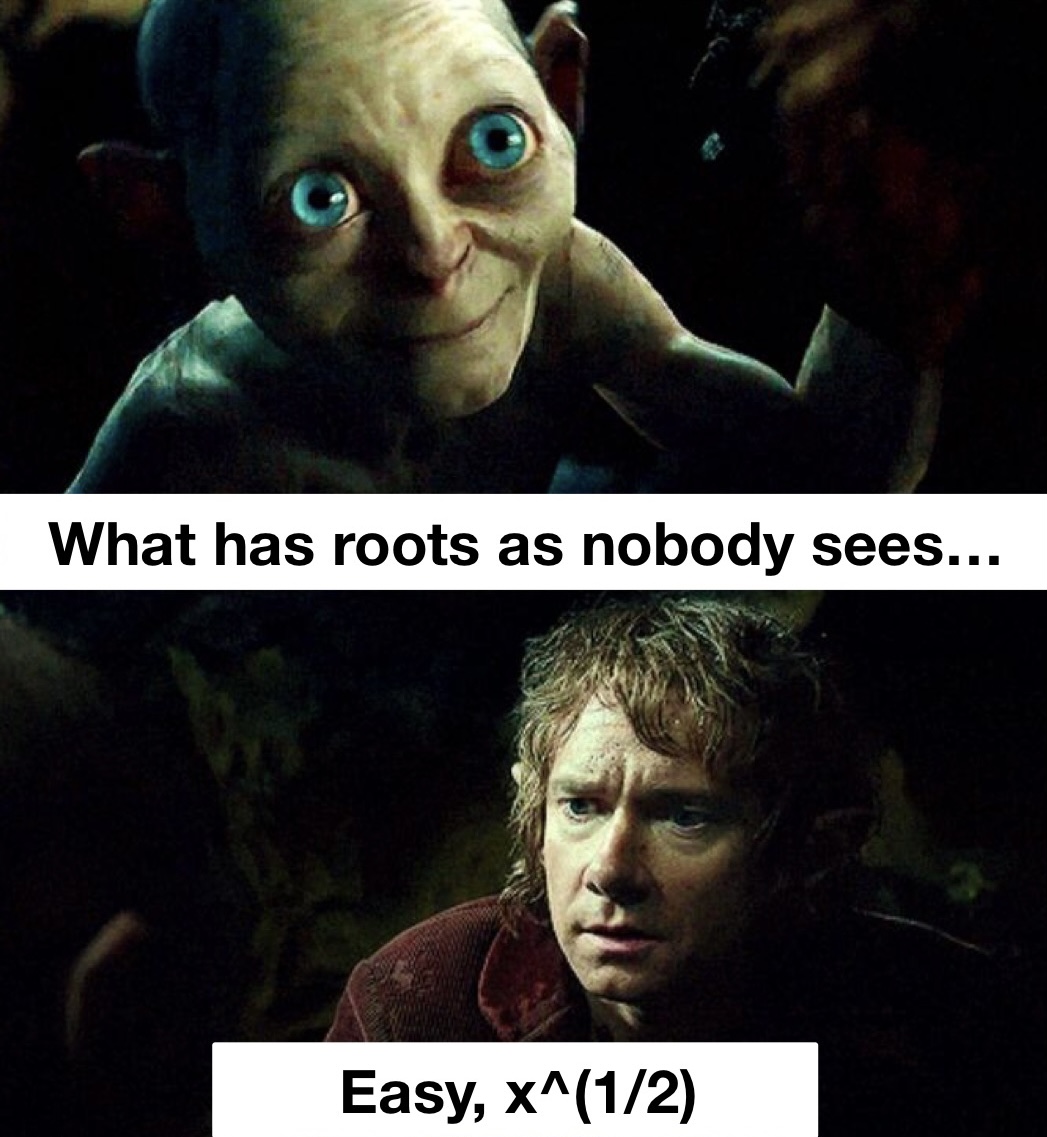 What has roots as nobody sees…
Easy, x^(1/2)